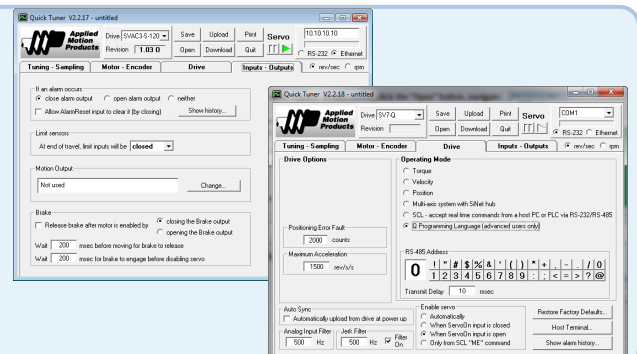 Quick Tuner V2.2.17 - untitled
Applied Motion Products
Drive SVAC3-S-120
Save Upload Print Servo
10.10.10.10
Revision 1.03 0
Open Download Quit
RS-232 Ethernet
Tuning - Sampling Motor - Encoder Drive Inputs - Outputs rev/sec rpm
If an alarm occurs
close alarm output open alarm output neither
Allow AlarmReset input to clear it (by closing) Show history...
Limit sensors
At end of travel, limit inputs will be closed
Motion Output
Not used Change...
Brake
Release brake after motor is enabled by
closing the Brake output
opening the Brake output
Wait 200 msec before moving for brake to release
Wait 200 msec for brake to engage before disabling servo
Quick Tuner V2.2.18 - untitled
Applied Motion Products
Drive SV7-Q
Save Upload Print Servo
COM1
Revision
Open Download Quit
RS-232 Ethernet
Tuning - Sampling Motor - Encoder Drive Inputs - Outputs rev/sec rpm
Drive Options
Positioning Error Fault
2000 counts
Maximum Acceleration
1500 rev/s/s
Operating Mode
Torque
Velocity
Position
Multi-axis system with SiNet hub
SCL - accept real time commands from a host PC or PLC via RS-232/RS-485
Q Programming Language (advanced users only)
RS-485 Address
0
! " # $ % & ' ( ) * + , - . / 0
1 2 3 4 5 6 7 8 9 : ; < = > ? @
Transmit Delay 10 msec
Auto Sync
Automatically upload from drive at power up
Analog Input Filter
500 Hz
Jerk Filter
500 Hz Filter On
Enable servo
Automatically
When ServoOn input is closed
When ServoOn input is open
Only from SCL "ME" command
Restore Factory Defaults...
Host Terminal...
Show alarm history...